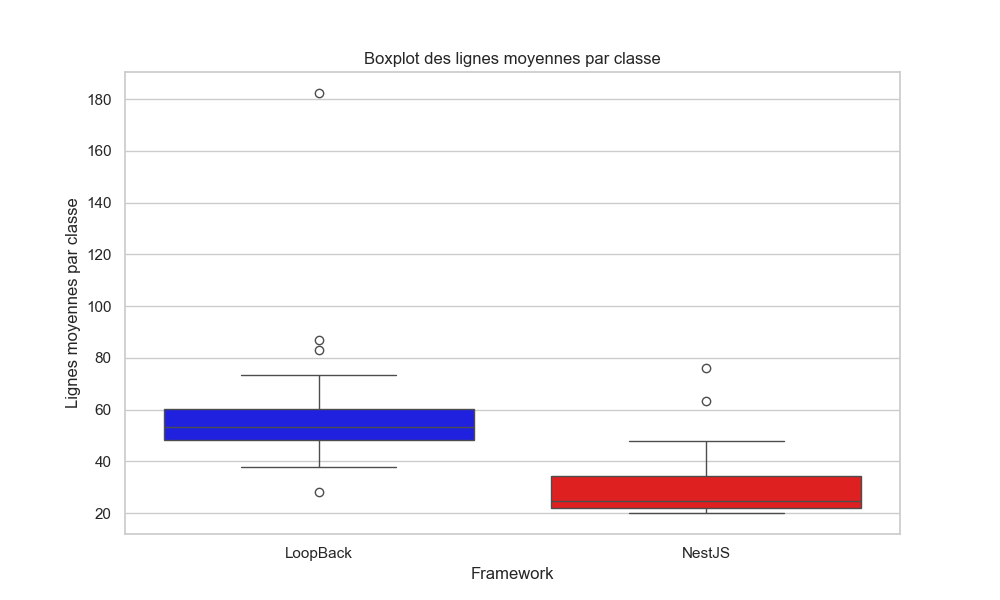 Boxplot des lignes moyennes par classe
Lignes moyennes par classe
180
160
140
120
100
80
60
40
20
LoopBack
NestJS
Framework